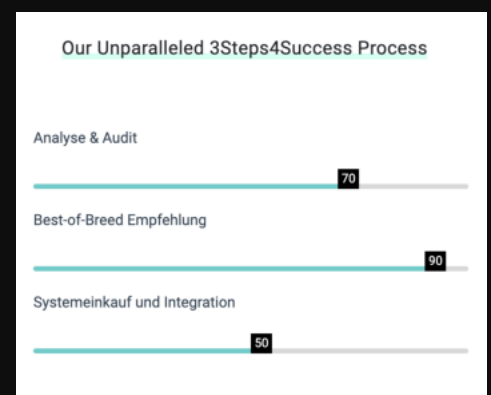 Our Unparalleled 3Steps4Success Process
Analyse & Audit
70
Best-of-Breed Empfehlung
90
Systemeinkauf und Integration
50